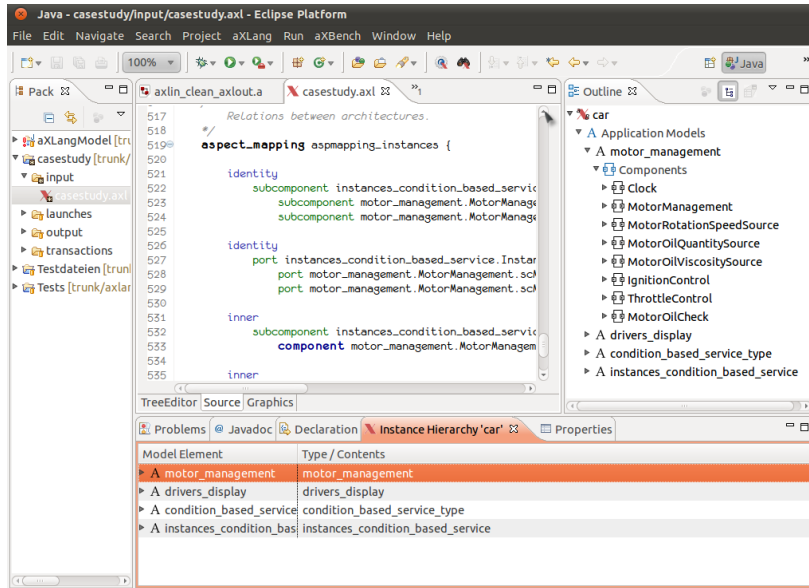 Java - casestudy/input/casestudy.axl - Eclipse Platform
File Edit Navigate Search Project aXLang Run aXBench Window Help
100%
Java
»
Pack
axlin_clean_axlout.a
casestudy.axl
»1
Outline
aXLangModel [tru
casestudy [trunk/
input
casestudy.axl
launches
output
transactions
Testdateien [trunk
Tests [trunk/axlar
517 Relations between architectures.
518 */
519 aspect_mapping aspmapping_instances {
520
521 identity
522 subcomponent instances_condition_based_servic
523 subcomponent motor_management.MotorManage
524 subcomponent motor_management.MotorManage
525
526 identity
527 port instances_condition_based_service.Instan
528 port motor_management.MotorManagement.scM
529 port motor_management.MotorManagement.scM
530
531 inner
532 subcomponent instances_condition_based_servic
533 component motor_management.MotorManagem
534
535 inner
TreeEditor Source Graphics
car
A Application Models
A motor_management
Components
Clock
MotorManagement
MotorRotationSpeedSource
MotorOilQuantitySource
MotorOilViscositySource
IgnitionControl
ThrottleControl
MotorOilCheck
A drivers_display
A condition_based_service_type
A instances_condition_based_service
Problems @ Javadoc Declaration Instance Hierarchy 'car' Properties
Model Element Type / Contents
A motor_management motor_management
A drivers_display drivers_display
A condition_based_service condition_based_service_type
A instances_condition_bas instances_condition_based_service